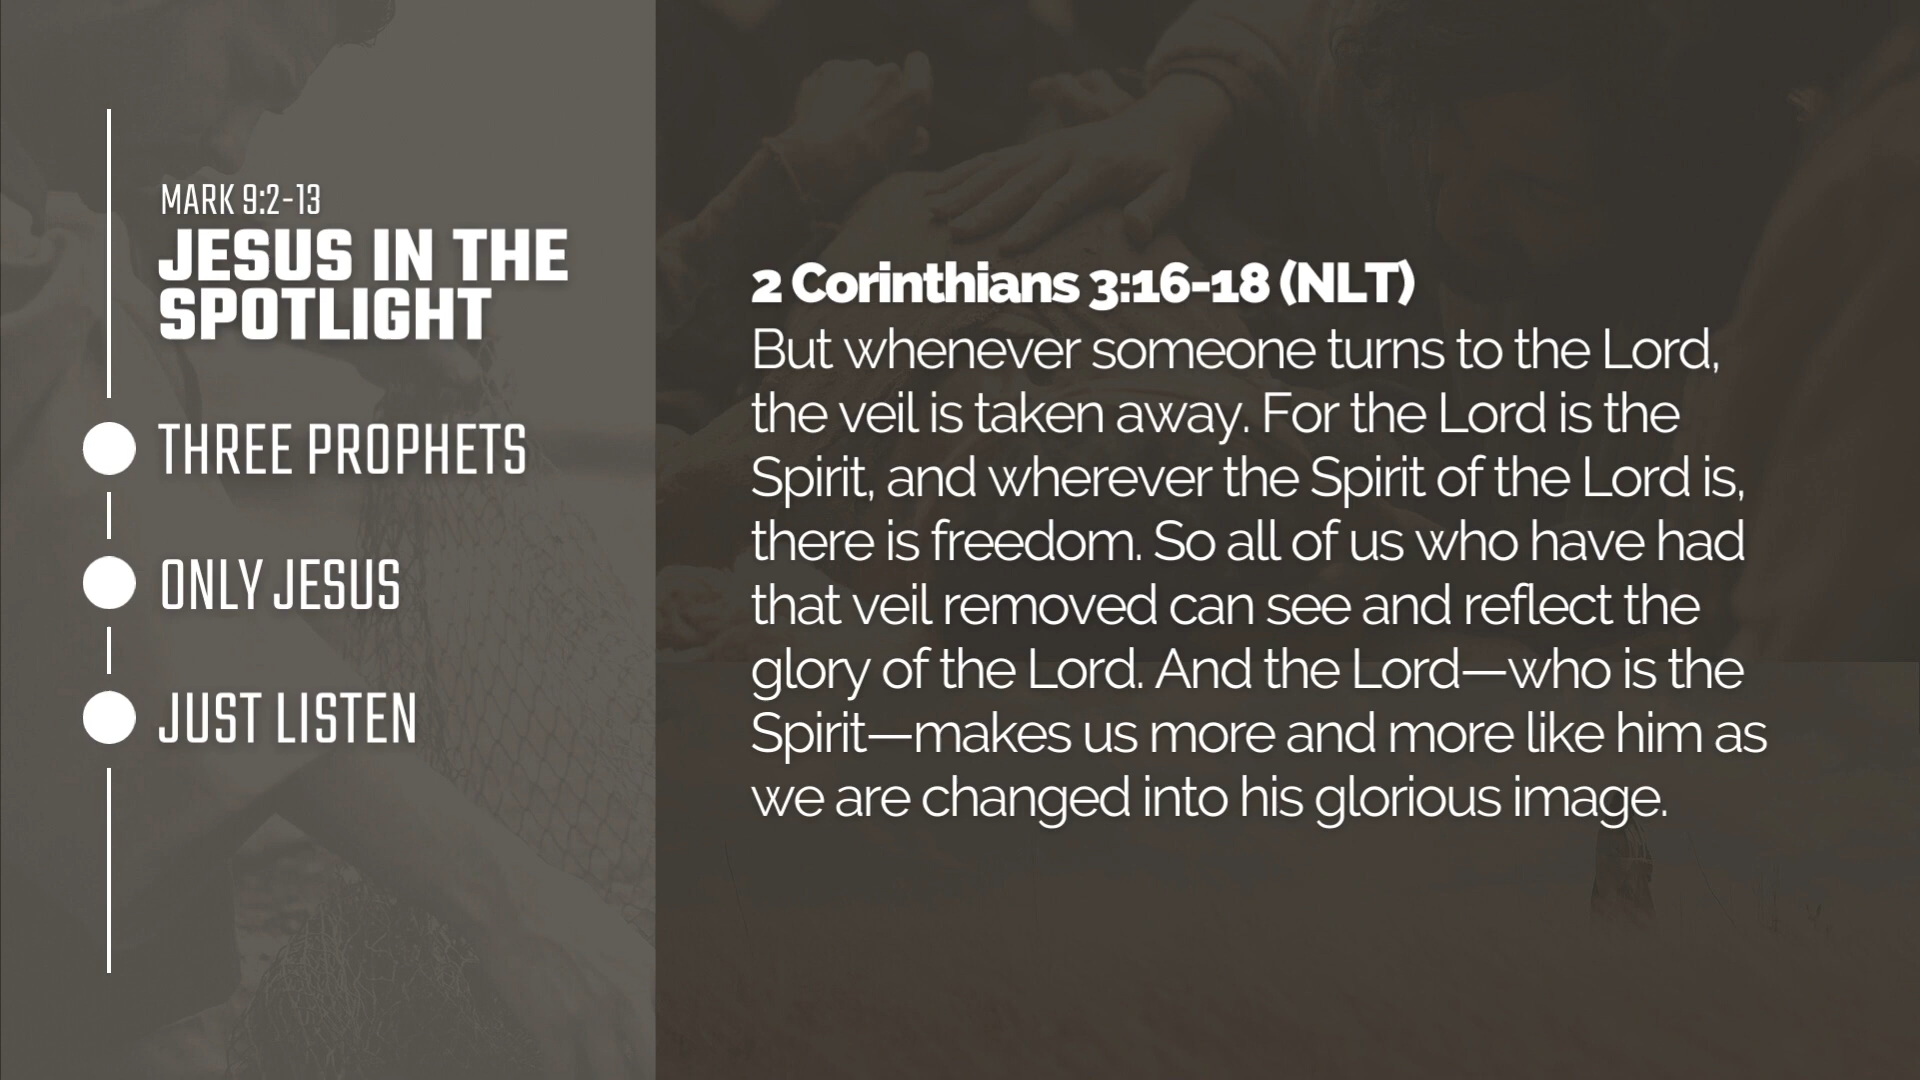 MARK 9:2-13
JESUS IN THE
SPOTLIGHT
THREE PROPHETS
ONLY JESUS
JUST LISTEN
2 Corinthians 3:16-18 (NLT)
But whenever someone turns to the Lord,
the veil is taken away. For the Lord is the
Spirit, and wherever the Spirit of the Lord is,
there is freedom. So all of us who have had
that veil removed can see and reflect the
glory of the Lord. And the Lord—who is the
Spirit—makes us more and more like him as
we are changed into his glorious image.